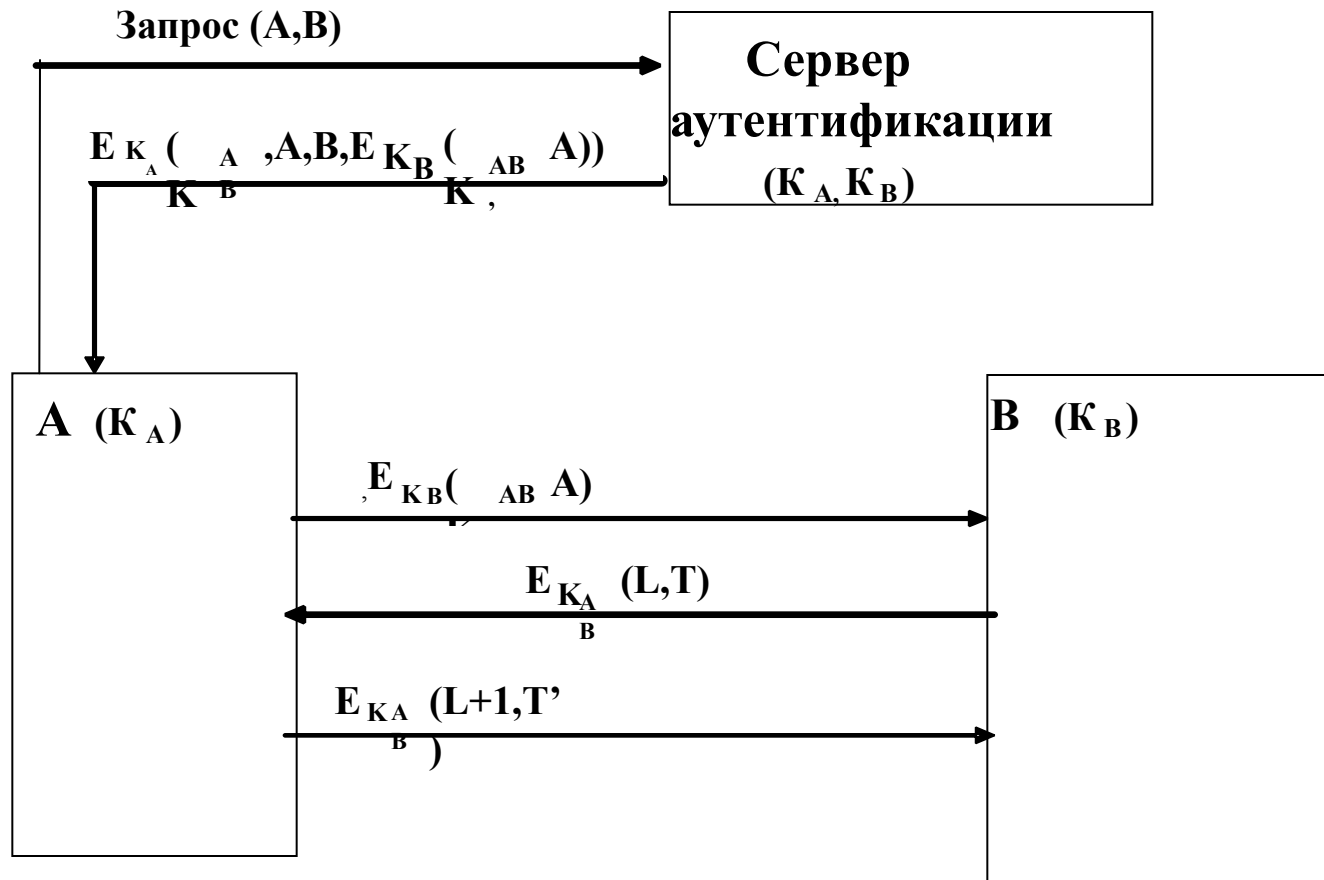 Запрос (А,В)
Сервер
аутентификации
(К А, К В)
E K A ( K AB ,A,B,E K B ( K AB , A))
A (К A)
B (К B)
,E K B ( AB A)
E K AB (L,T)
E K AB (L+1,T’
)